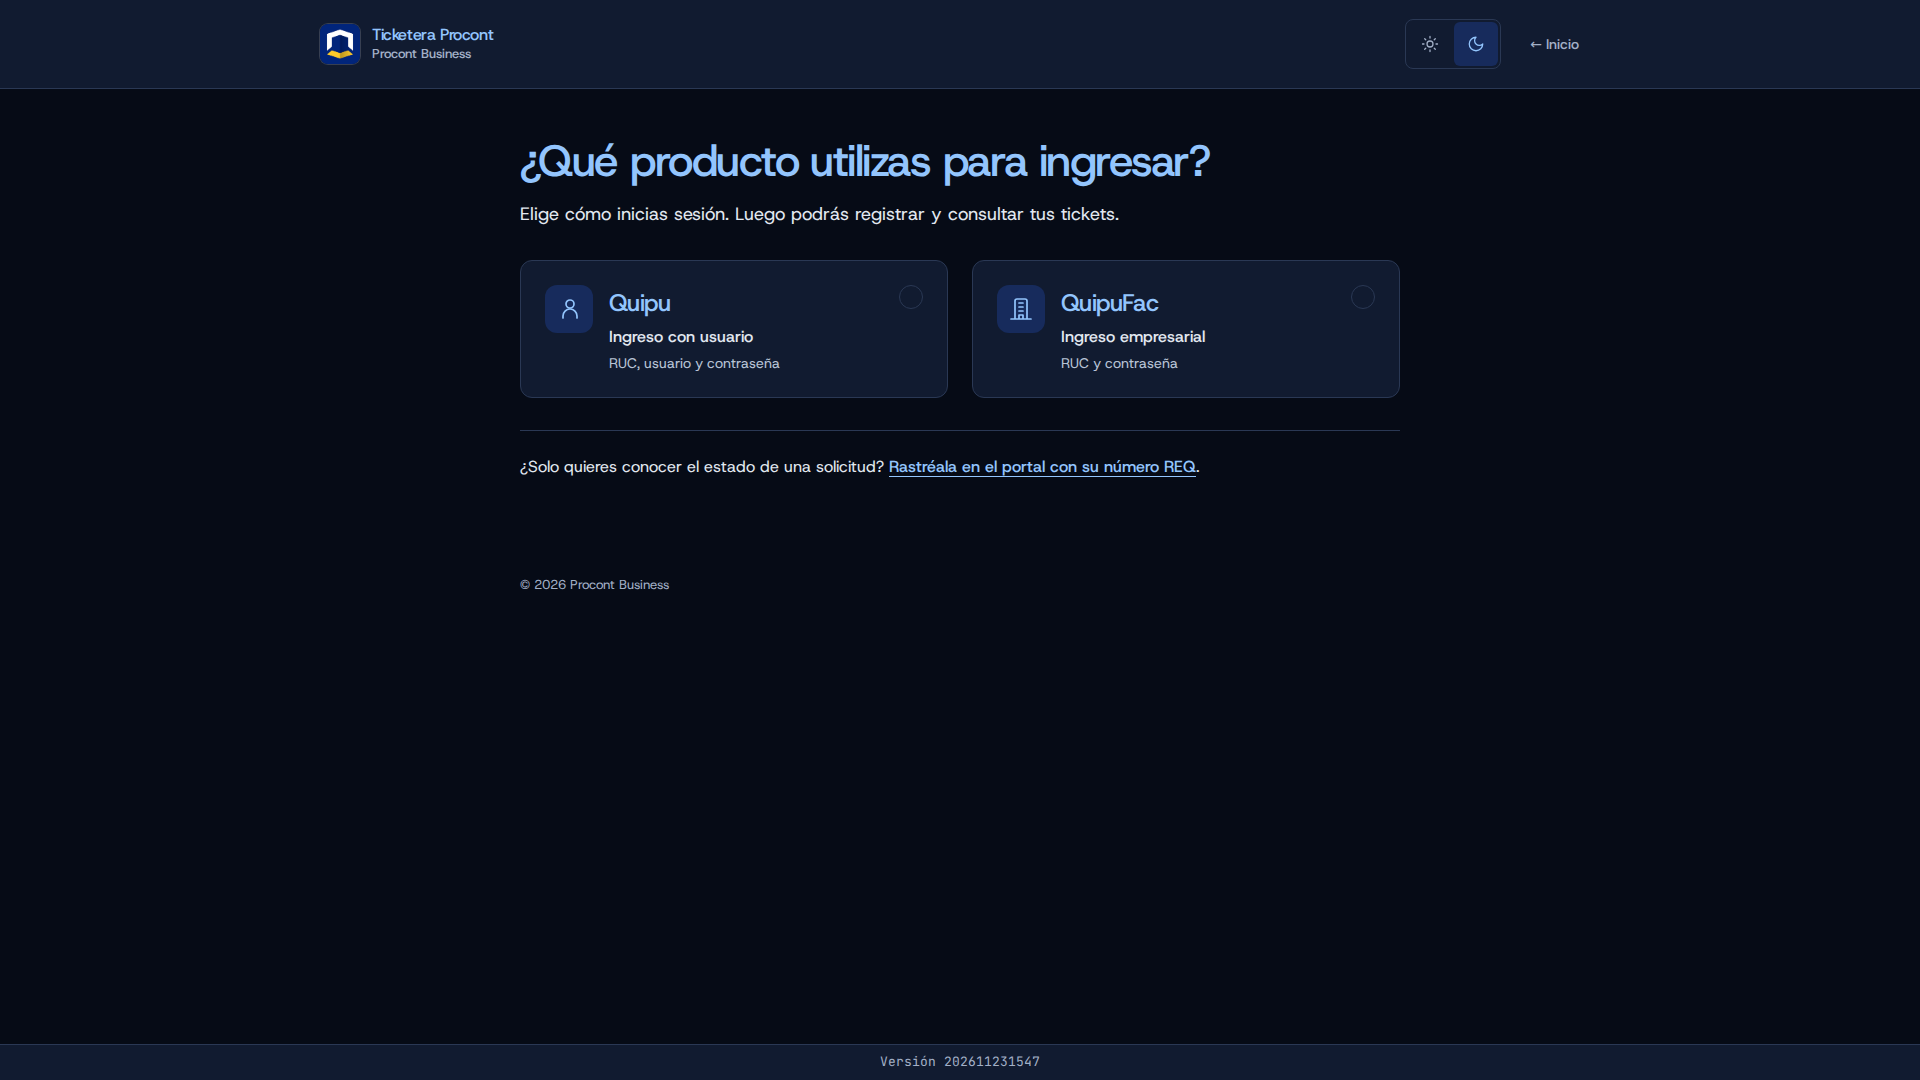 Ticketera Procont
Procont Business
← Inicio
¿Qué producto utilizas para ingresar?
Elige cómo inicias sesión. Luego podrás registrar y consultar tus tickets.
Quipu
Ingreso con usuario
RUC, usuario y contraseña
QuipuFac
Ingreso empresarial
RUC y contraseña
¿Solo quieres conocer el estado de una solicitud? Rastréala en el portal con su número REQ.
© 2026 Procont Business
Versión 202611231547